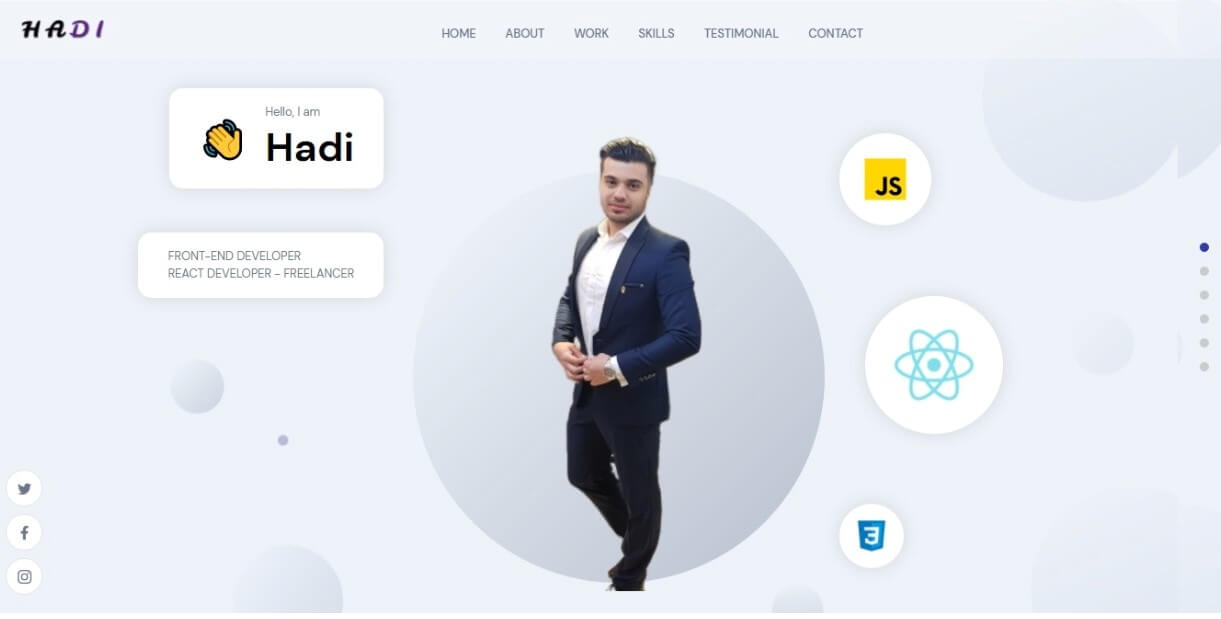 HADI
HOME ABOUT WORK SKILLS TESTIMONIAL CONTACT
Hello, I am
Hadi
FRONT-END DEVELOPER
REACT DEVELOPER - FREELANCER
JS
3